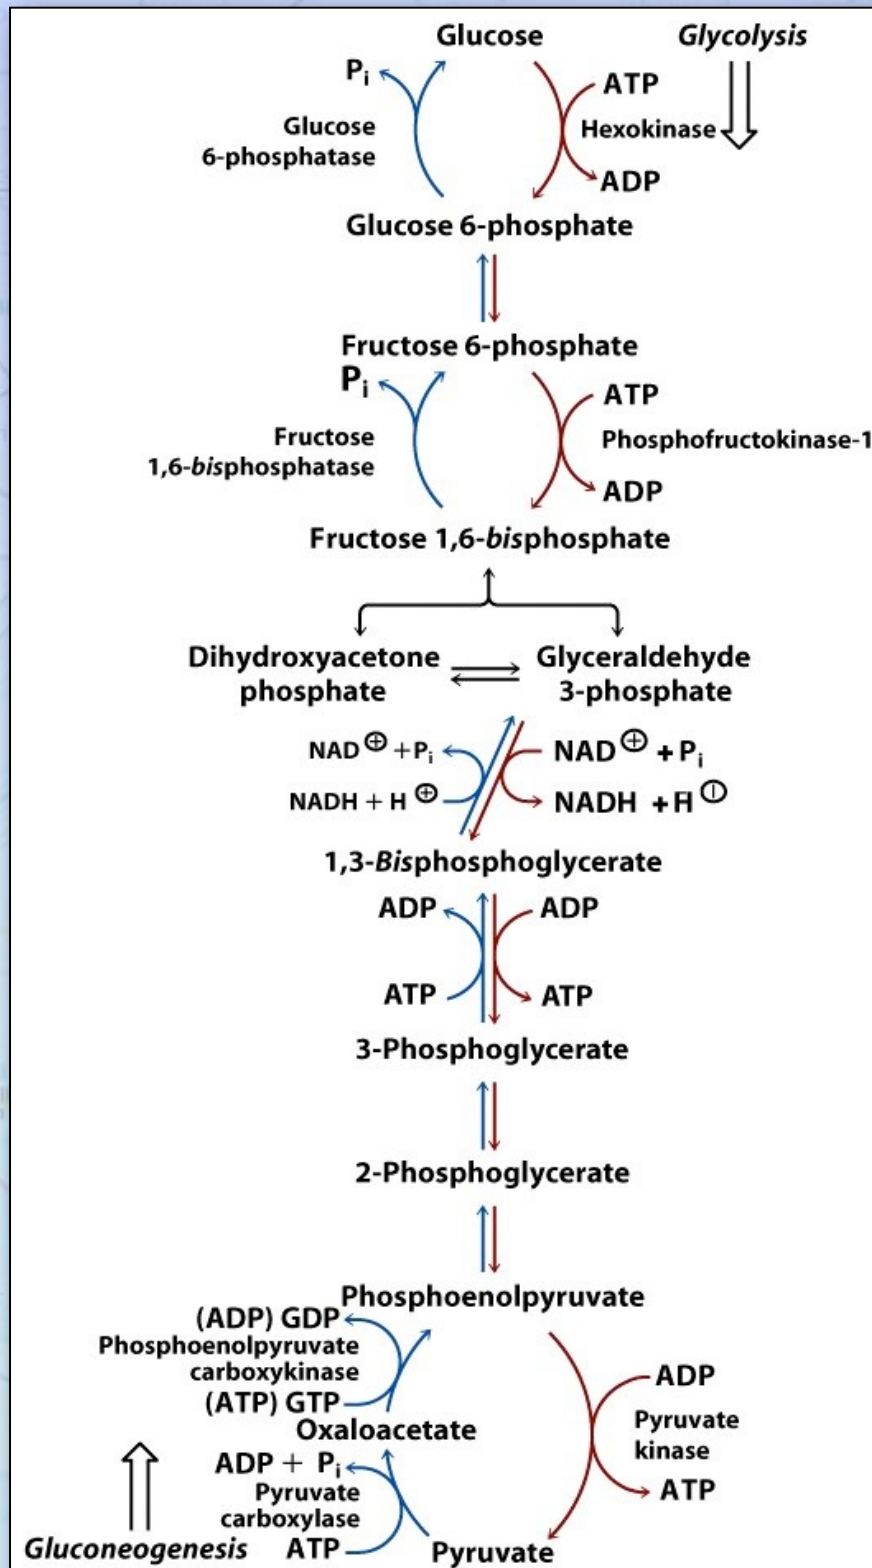 Glucose
Glycolysis
Pi
ATP
Glucose
6-phosphatase
Hexokinase
ADP
Glucose 6-phosphate
Fructose 6-phosphate
Pi
ATP
Fructose
1,6-bisphosphatase
Phosphofructokinase-1
ADP
Fructose 1,6-bisphosphate
Dihydroxyacetone
phosphate
Glyceraldehyde
3-phosphate
NAD⊕ +Pi
NAD⊕ + Pi
NADH + H⊕
NADH + H⦶
1,3-Bisphosphoglycerate
ADP
ADP
ATP
ATP
3-Phosphoglycerate
2-Phosphoglycerate
Phosphoenolpyruvate
(ADP) GDP
Phosphoenolpyruvate
carboxykinase
(ATP) GTP
ADP
Pyruvate
kinase
ATP
Oxaloacetate
ADP + Pi
Pyruvate
carboxylase
ATP
Pyruvate
Gluconeogenesis